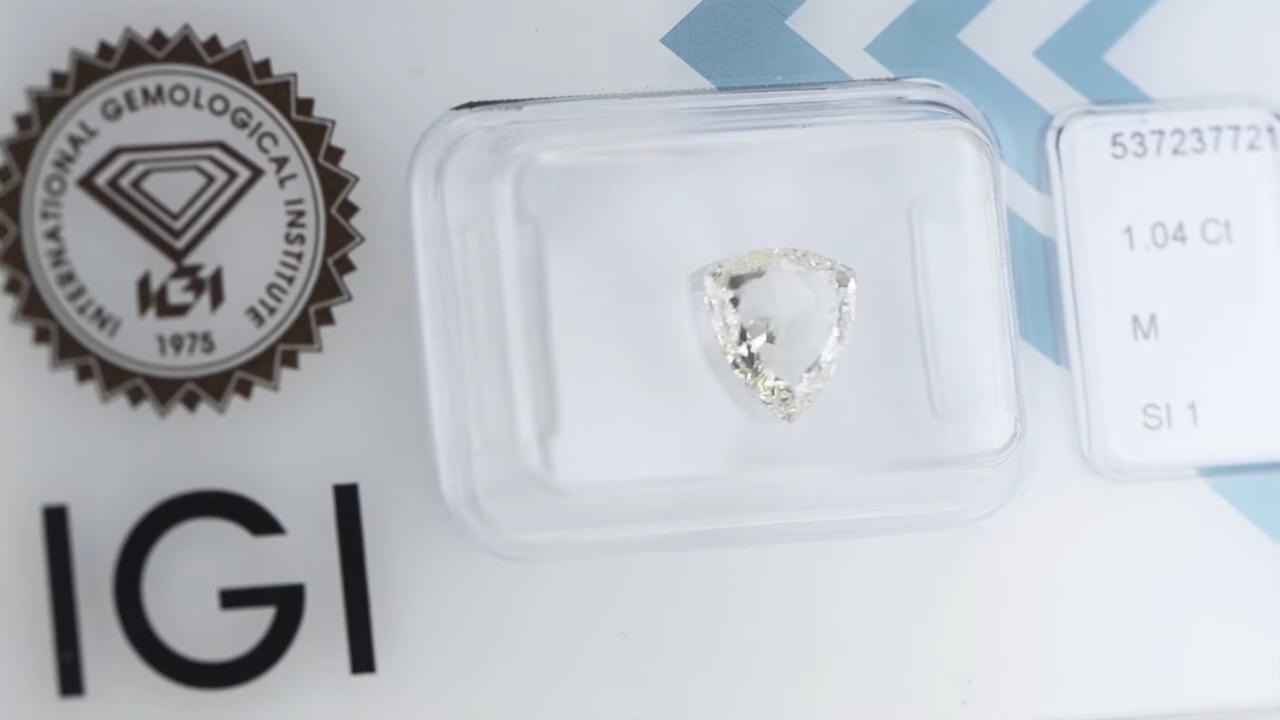 INTERNATIONAL GEMOLOGICAL INSTITUTE
IGI
1975
IGI
537237721
1.04 Ct
M
SI 1